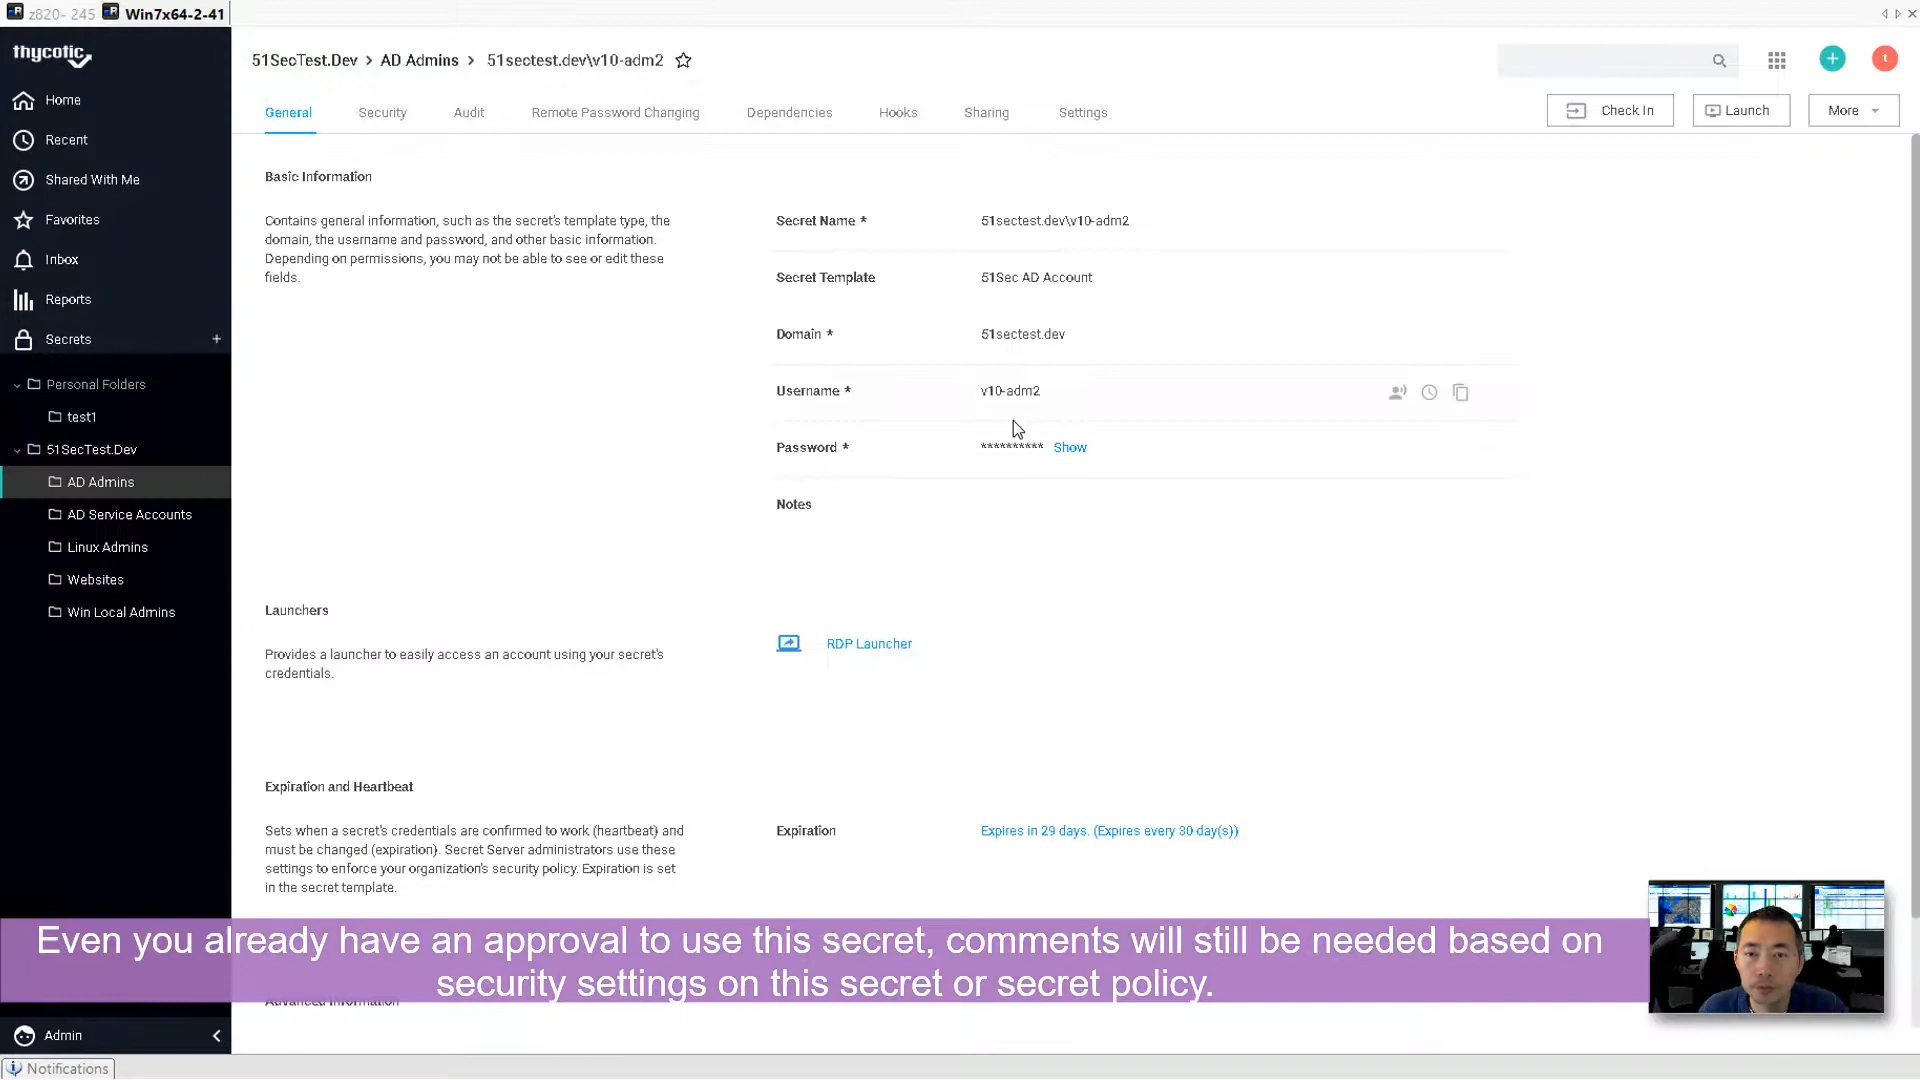 z820- 245
Win7x64-2-41
thycotic
Home
Recent
Shared With Me
Favorites
Inbox
Reports
Secrets
+
Personal Folders
test1
51SecTest.Dev
AD Admins
AD Service Accounts
Linux Admins
Websites
Win Local Admins
Admin
Notifications
51SecTest.Dev > AD Admins > 51sectest.dev\v10-adm2
t
General
Security
Audit
Remote Password Changing
Dependencies
Hooks
Sharing
Settings
Check In
Launch
More
Basic Information
Contains general information, such as the secret's template type, the
domain, the username and password, and other basic information.
Depending on permissions, you may not be able to see or edit these
fields.
Secret Name * 51sectest.dev\v10-adm2
Secret Template 51Sec AD Account
Domain * 51sectest.dev
Username * v10-adm2
Password * ********** Show
Notes
Launchers
Provides a launcher to easily access an account using your secret's
credentials.
RDP Launcher
Expiration and Heartbeat
Sets when a secret's credentials are confirmed to work (heartbeat) and
must be changed (expiration). Secret Server administrators use these
settings to enforce your organization's security policy. Expiration is set
in the secret template.
Expiration Expires in 29 days. (Expires every 30 day(s))
Even you already have an approval to use this secret, comments will still be needed based on
security settings on this secret or secret policy.
Advanced Information